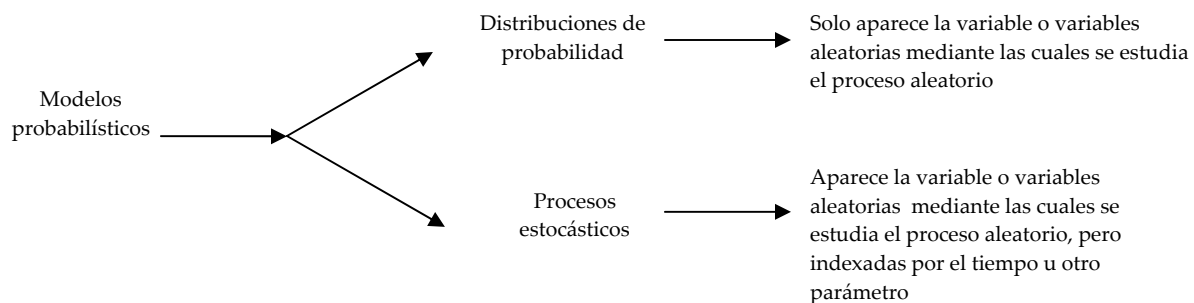 Modelos
probabilísticos
Distribuciones de
probabilidad
Solo aparece la variable o variables
aleatorias mediante las cuales se estudia
el proceso aleatorio
Procesos
estocásticos
Aparece la variable o variables
aleatorias mediante las cuales se
estudia el proceso aleatorio, pero
indexadas por el tiempo u otro
parámetro